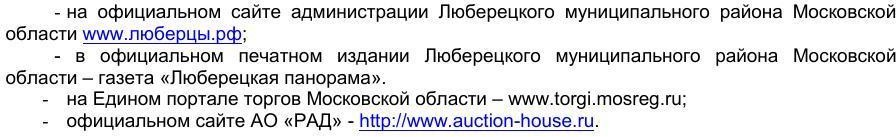 - на официальном сайте администрации Люберецкого муниципального района Московской
области www.люберцы.рф;
- в официальном печатном издании Люберецкого муниципального района Московской
области – газета «Люберецкая панорама».
- на Едином портале торгов Московской области – www.torgi.mosreg.ru;
- официальном сайте АО «РАД» - http://www.auction-house.ru.